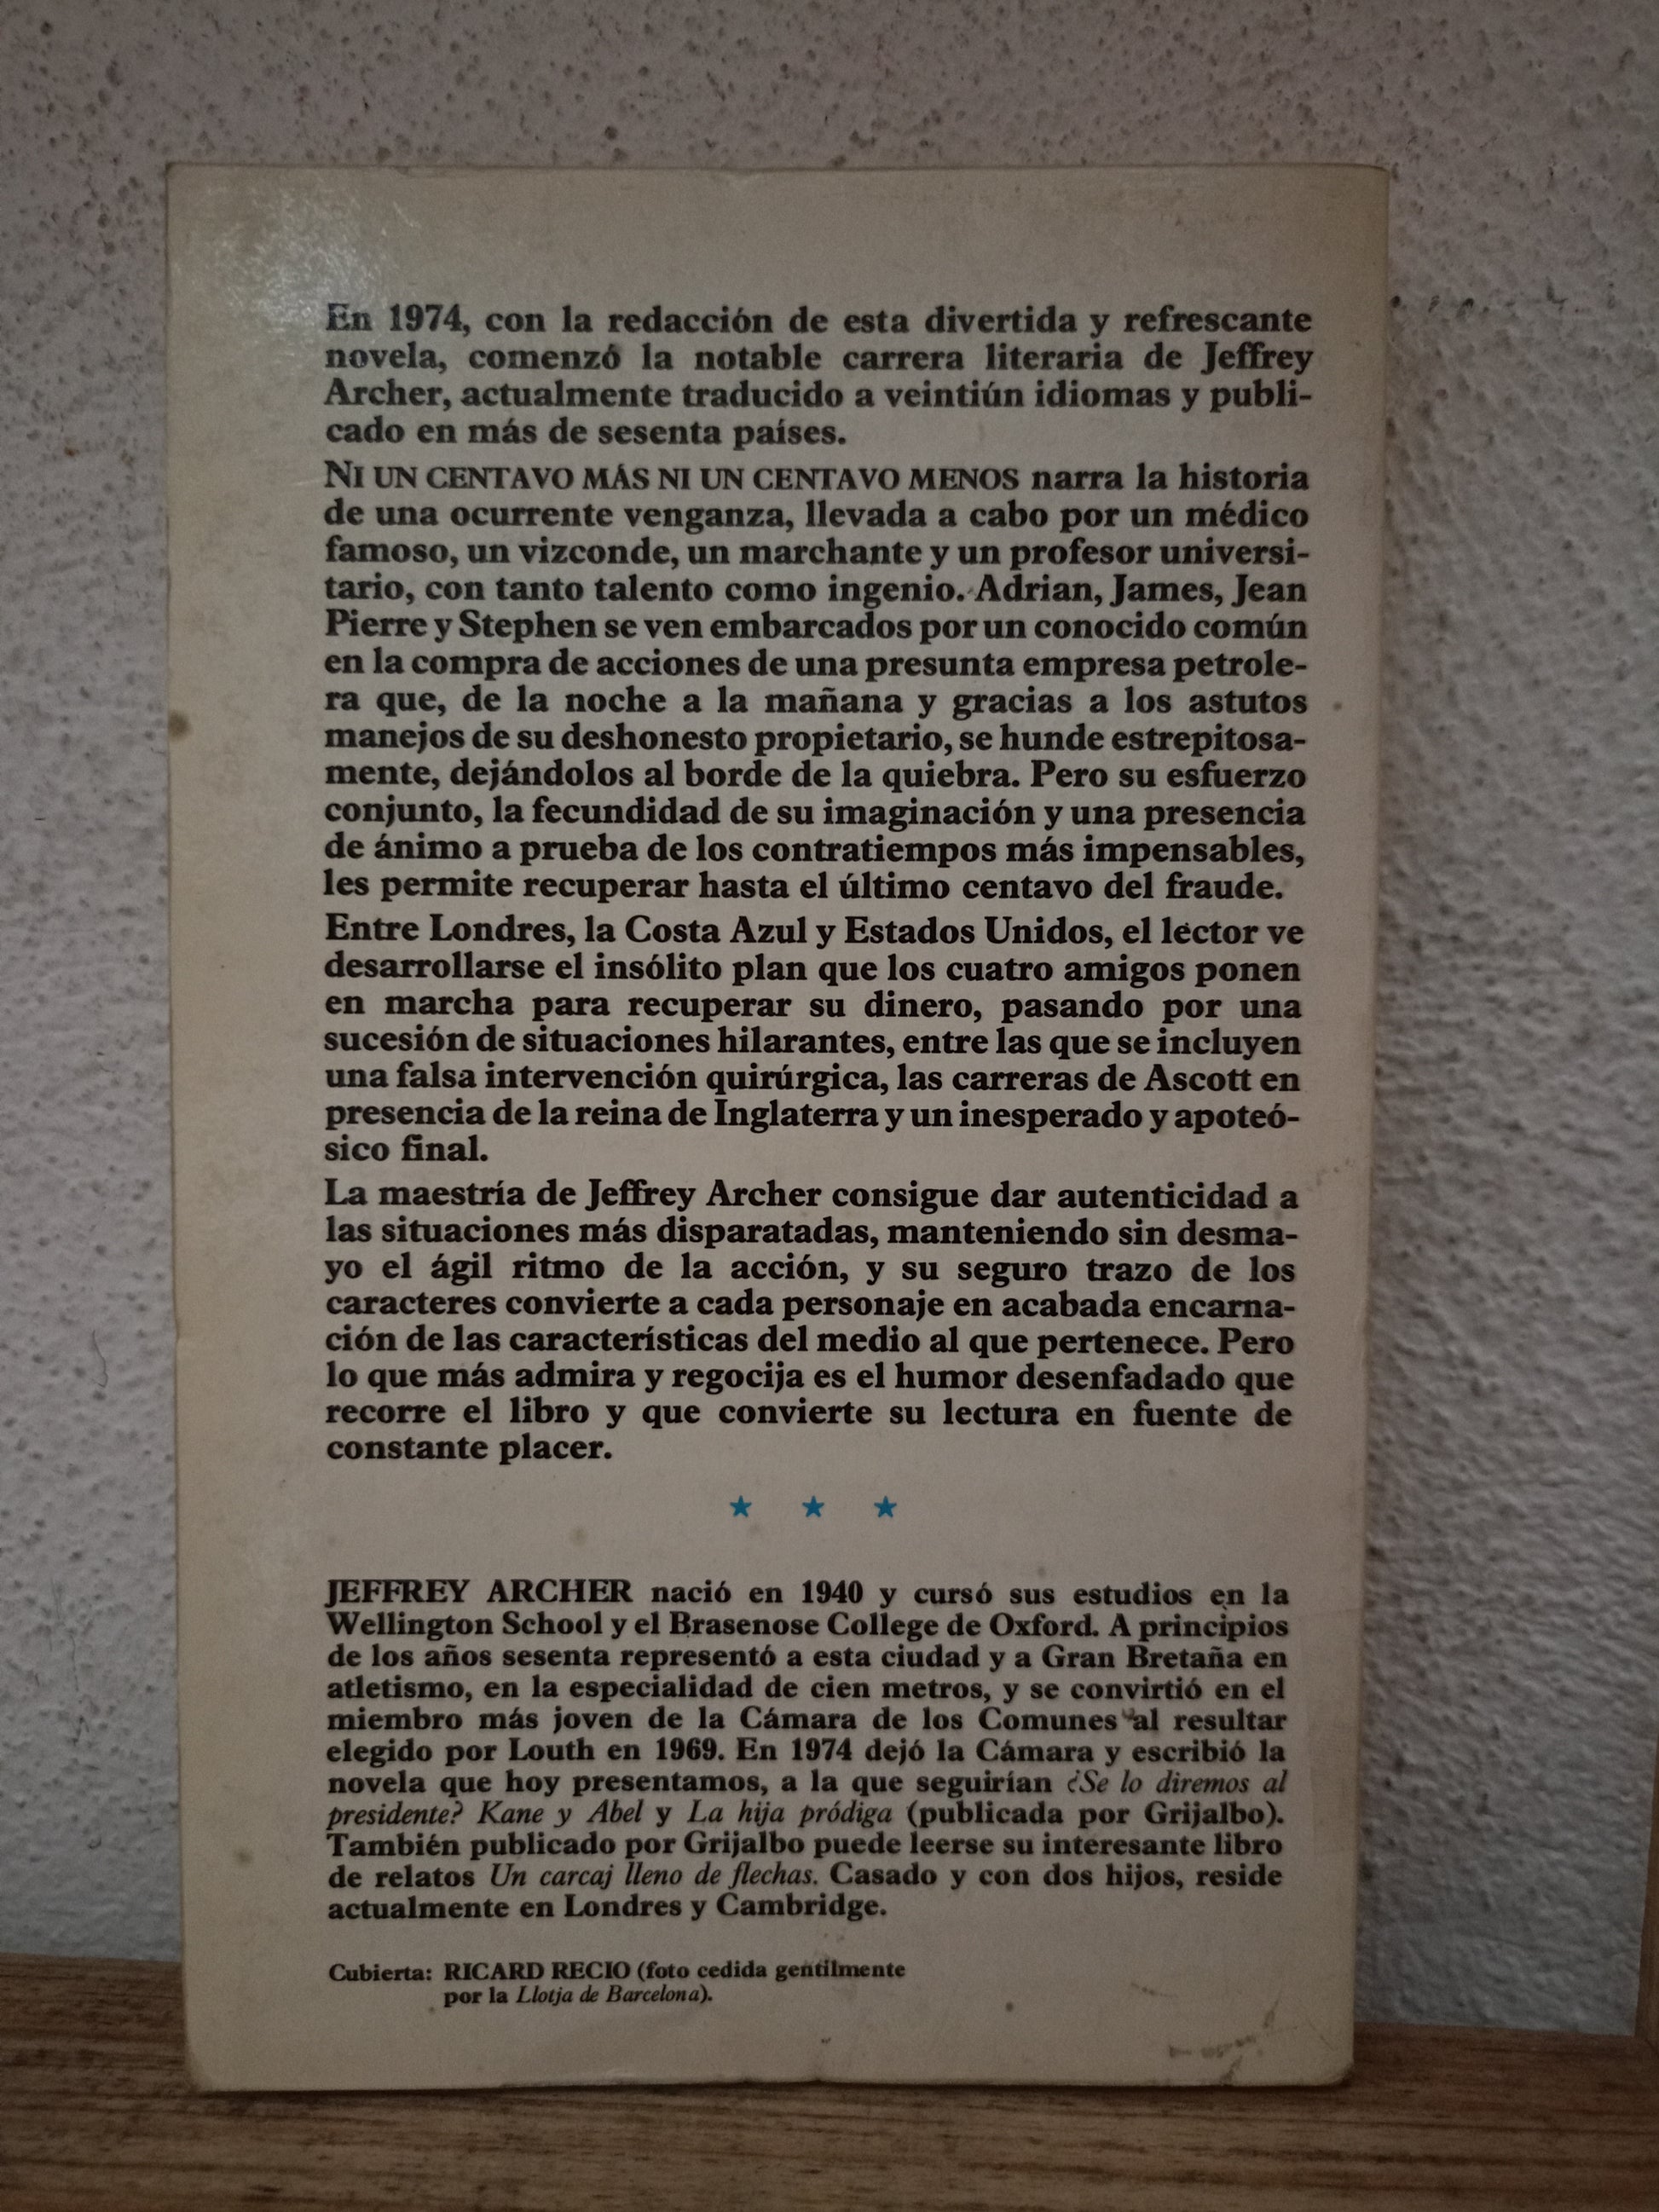 En 1974, con la redacción de esta divertida y refrescante
novela, comenzó la notable carrera literaria de Jeffrey
Archer, actualmente traducido a veintiún idiomas y publi-
cado en más de sesenta países.
NI UN CENTAVO MÁS NI UN CENTAVO MENOS narra la historia
de una ocurrente venganza, llevada a cabo por un médico
famoso, un vizconde, un marchante y un profesor universi-
tario, con tanto talento como ingenio. Adrian, James, Jean
Pierre y Stephen se ven embarcados por un conocido común
en la compra de acciones de una presunta empresa petrole-
ra que, de la noche a la mañana y gracias a los astutos
manejos de su deshonesto propietario, se hunde estrepitosa-
mente, dejándolos al borde de la quiebra. Pero su esfuerzo
conjunto, la fecundidad de su imaginación y una presencia
de ánimo a prueba de los contratiempos más impensables,
les permite recuperar hasta el último centavo del fraude.
Entre Londres, la Costa Azul y Estados Unidos, el lector ve
desarrollarse el insólito plan que los cuatro amigos ponen
en marcha para recuperar su dinero, pasando por una
sucesión de situaciones hilarantes, entre las que se incluyen
una falsa intervención quirúrgica, las carreras de Ascott en
presencia de la reina de Inglaterra y un inesperado y apoteó-
sico final.
La maestría de Jeffrey Archer consigue dar autenticidad a
las situaciones más disparatadas, manteniendo sin desma-
yo el ágil ritmo de la acción, y su seguro trazo de los
caracteres convierte a cada personaje en acabada encarna-
ción de las características del medio al que pertenece. Pero
lo que más admira y regocija es el humor desenfadado que
recorre el libro y que convierte su lectura en fuente de
constante placer.
★ ★ ★
JEFFREY ARCHER nació en 1940 y cursó sus estudios en la
Wellington School y el Brasenose College de Oxford. A principios
de los años sesenta representó a esta ciudad y a Gran Bretaña en
atletismo, en la especialidad de cien metros, y se convirtió en el
miembro más joven de la Cámara de los Comunes al resultar
elegido por Louth en 1969. En 1974 dejó la Cámara y escribió la
novela que hoy presentamos, a la que seguirían ¿Se lo diremos al
presidente? Kane y Abel y La hija pródiga (publicada por Grijalbo).
También publicado por Grijalbo puede leerse su interesante libro
de relatos Un carcaj lleno de flechas. Casado y con dos hijos, reside
actualmente en Londres y Cambridge.
Cubierta: RICARD RECIO (foto cedida gentilmente
por la Llotja de Barcelona).